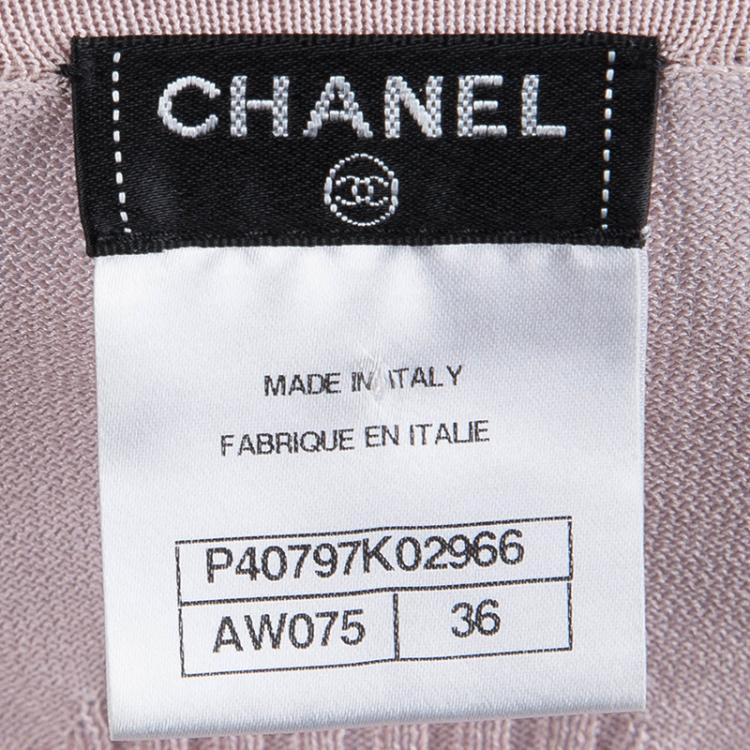 CHANEL
MADE IN ITALY
FABRIQUE EN ITALIE
P40797K02966
AW075 36